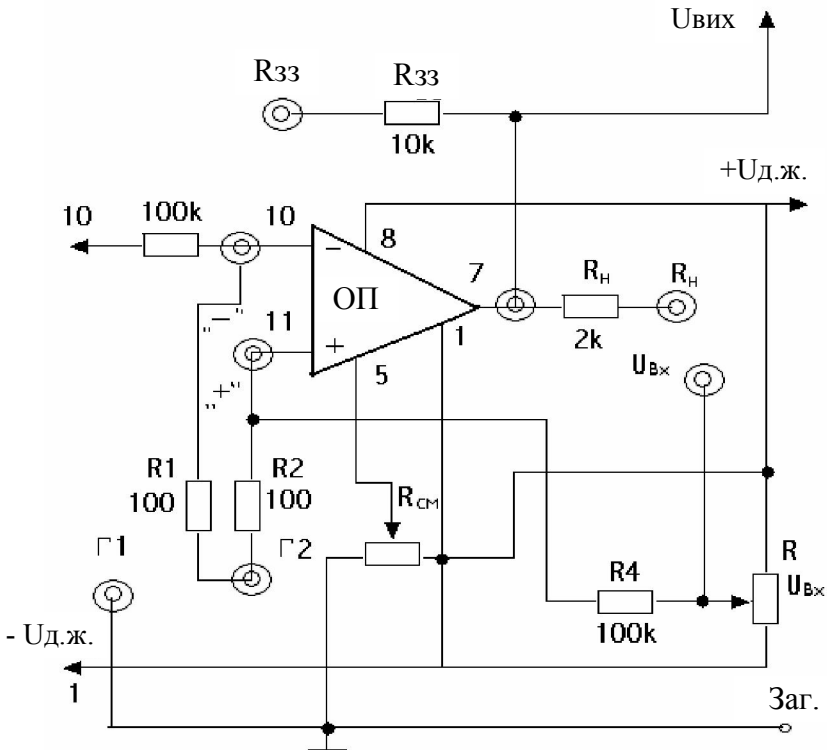 Uвих
Rзз
Rзз
10k
+Uд.ж.
10
100k
10
8
−
7
Rн
Rн
ОП
„−“
11
1
2k
+
5
Uвх
„+“
R1
100
R2
100
Rсм
Г1
Г2
R4
100k
R
Uвх
- Uд.ж.
1
Заг.